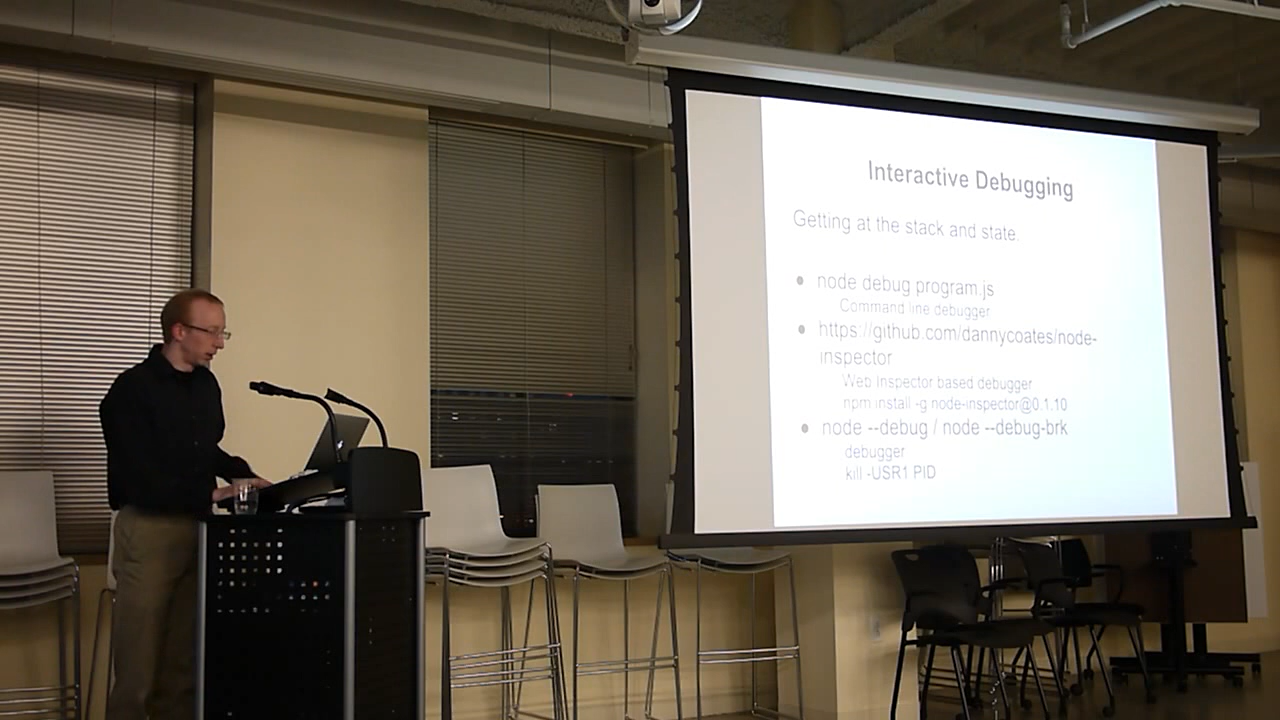 Interactive Debugging
Getting at the stack and state.
node debug program.js
Command line debugger
https://github.com/dannycoates/node-
inspector
Web Inspector based debugger
npm install -g node-inspector@0.1.10
node --debug / node --debug-brk
debugger
kill -USR1 PID